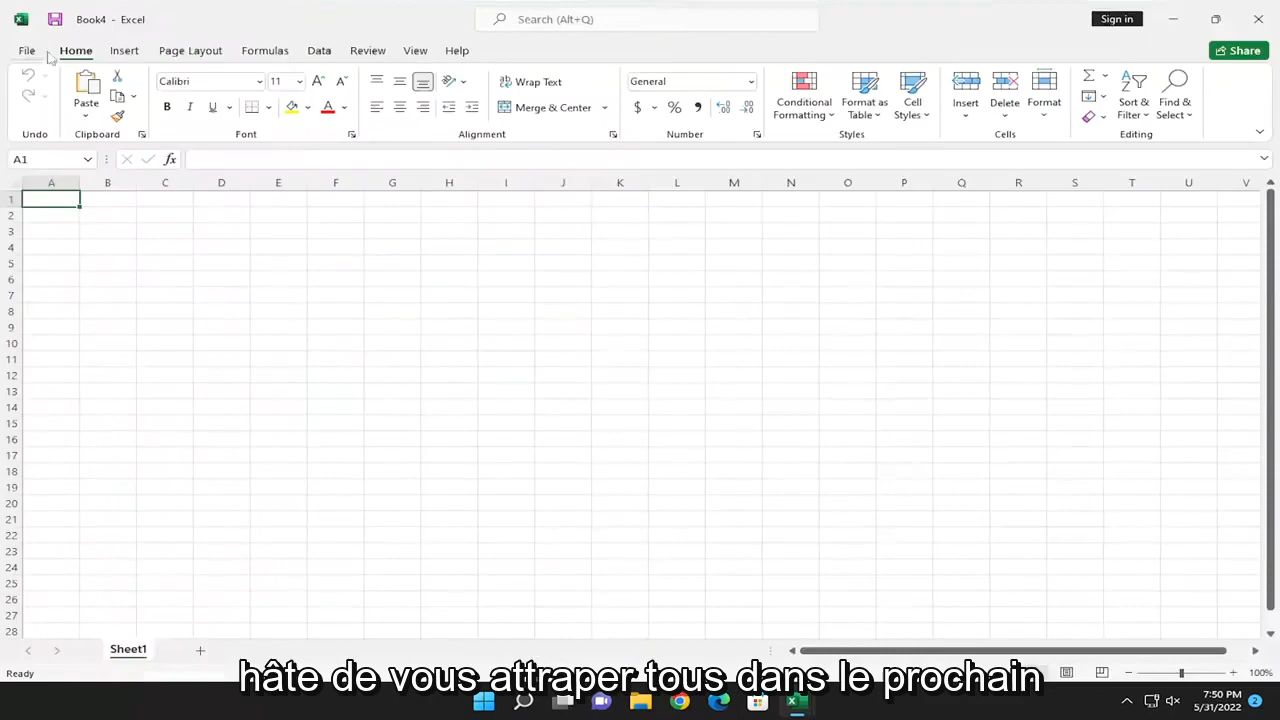 Book4 - Excel
Search (Alt+Q)
Sign in
File Home Insert Page Layout Formulas Data Review View Help
Share
Paste
Calibri 11
B I U
Wrap Text
Merge & Center
General
$ % 9
Conditional Formatting
Format as Table
Cell Styles
Insert
Delete
Format
Sort & Filter
Find & Select
Undo Clipboard Font Alignment Number Styles Cells Editing
A1 fx
A B C D E F G H I J K L M N O P Q R S T U V
1
2
3
4
5
6
7
8
9
10
11
12
13
14
15
16
17
18
19
20
21
22
23
24
25
26
27
28
Sheet1
hâte de vous attraper tous dans le prochain
Ready
100%
7:50 PM
5/31/2022
2